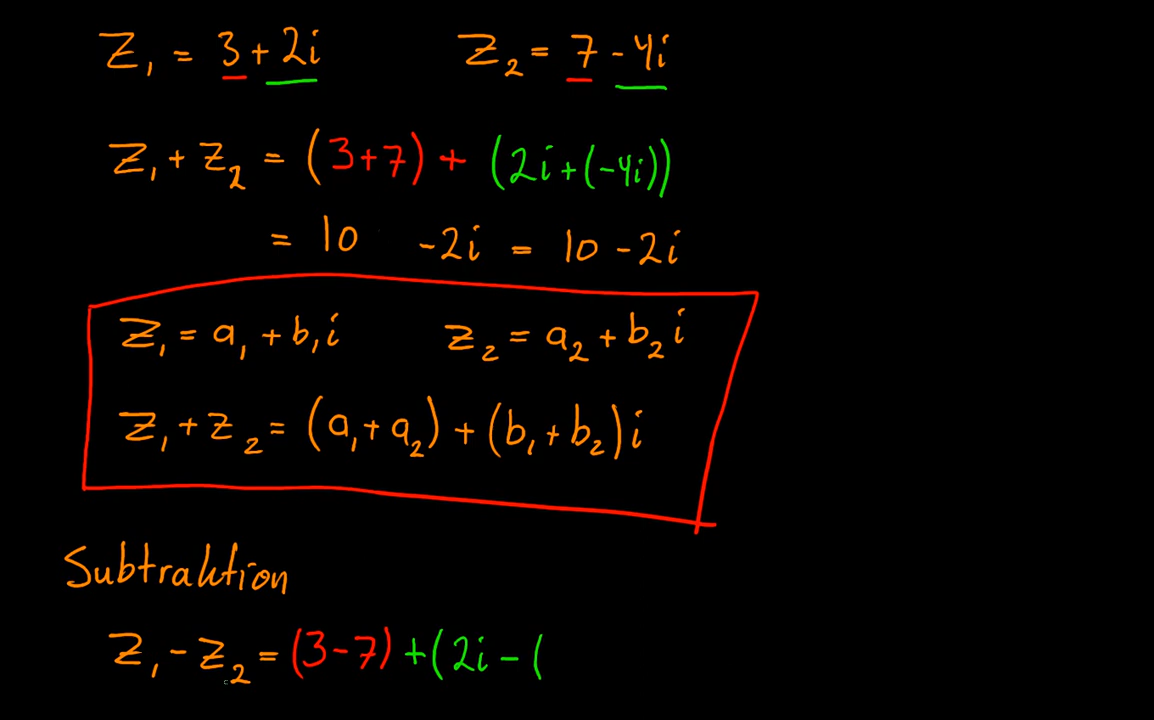 Z₁ = 3 + 2i Z₂ = 7 - 4i
Z₁ + Z₂ = (3+7) + (2i+(-4i))
= 10 -2i = 10 - 2i
Z₁ = a₁ + b₁i Z₂ = a₂ + b₂i
Z₁ + Z₂ = (a₁ + a₂) + (b₁ + b₂)i
Subtraktion
Z₁ - Z₂ = (3-7) + (2i - (